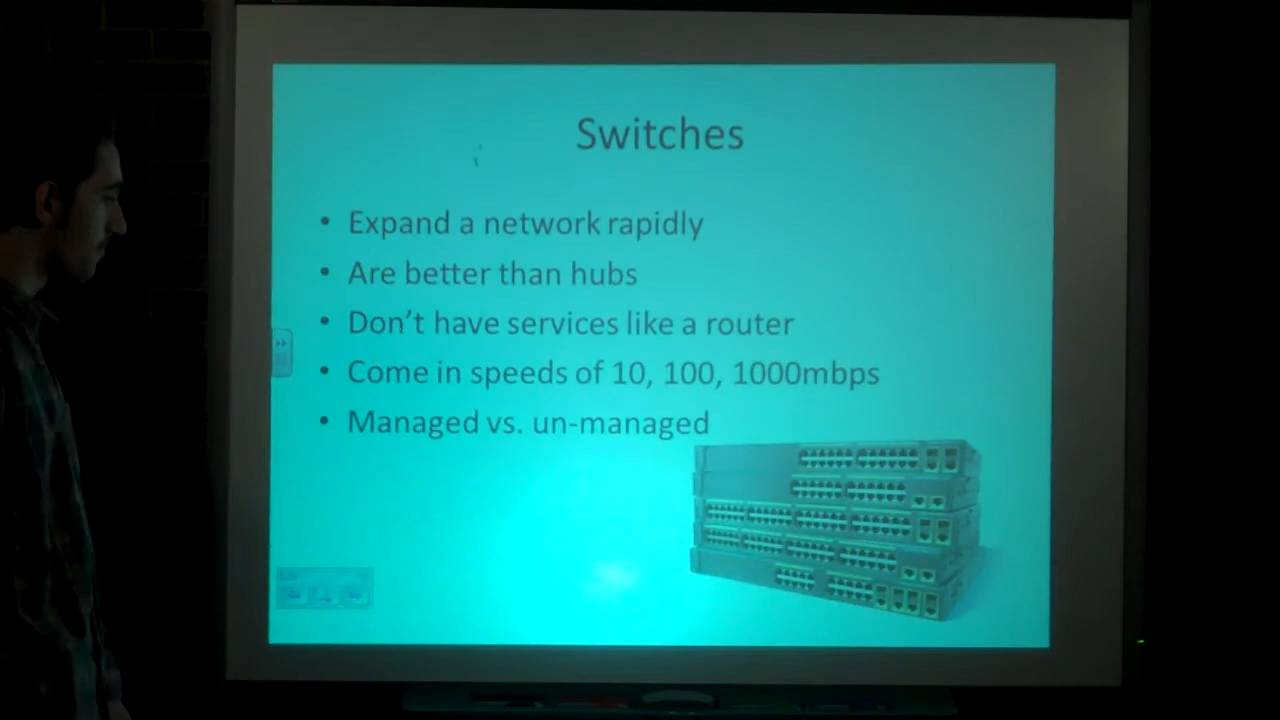 Switches
• Expand a network rapidly
• Are better than hubs
• Don't have services like a router
• Come in speeds of 10, 100, 1000mbps
• Managed vs. un-managed